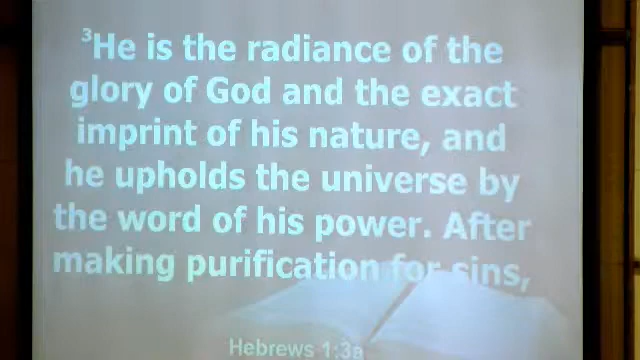 ³He is the radiance of the
glory of God and the exact
imprint of his nature, and
he upholds the universe by
the word of his power. After
making purification for sins,
Hebrews 1:3a